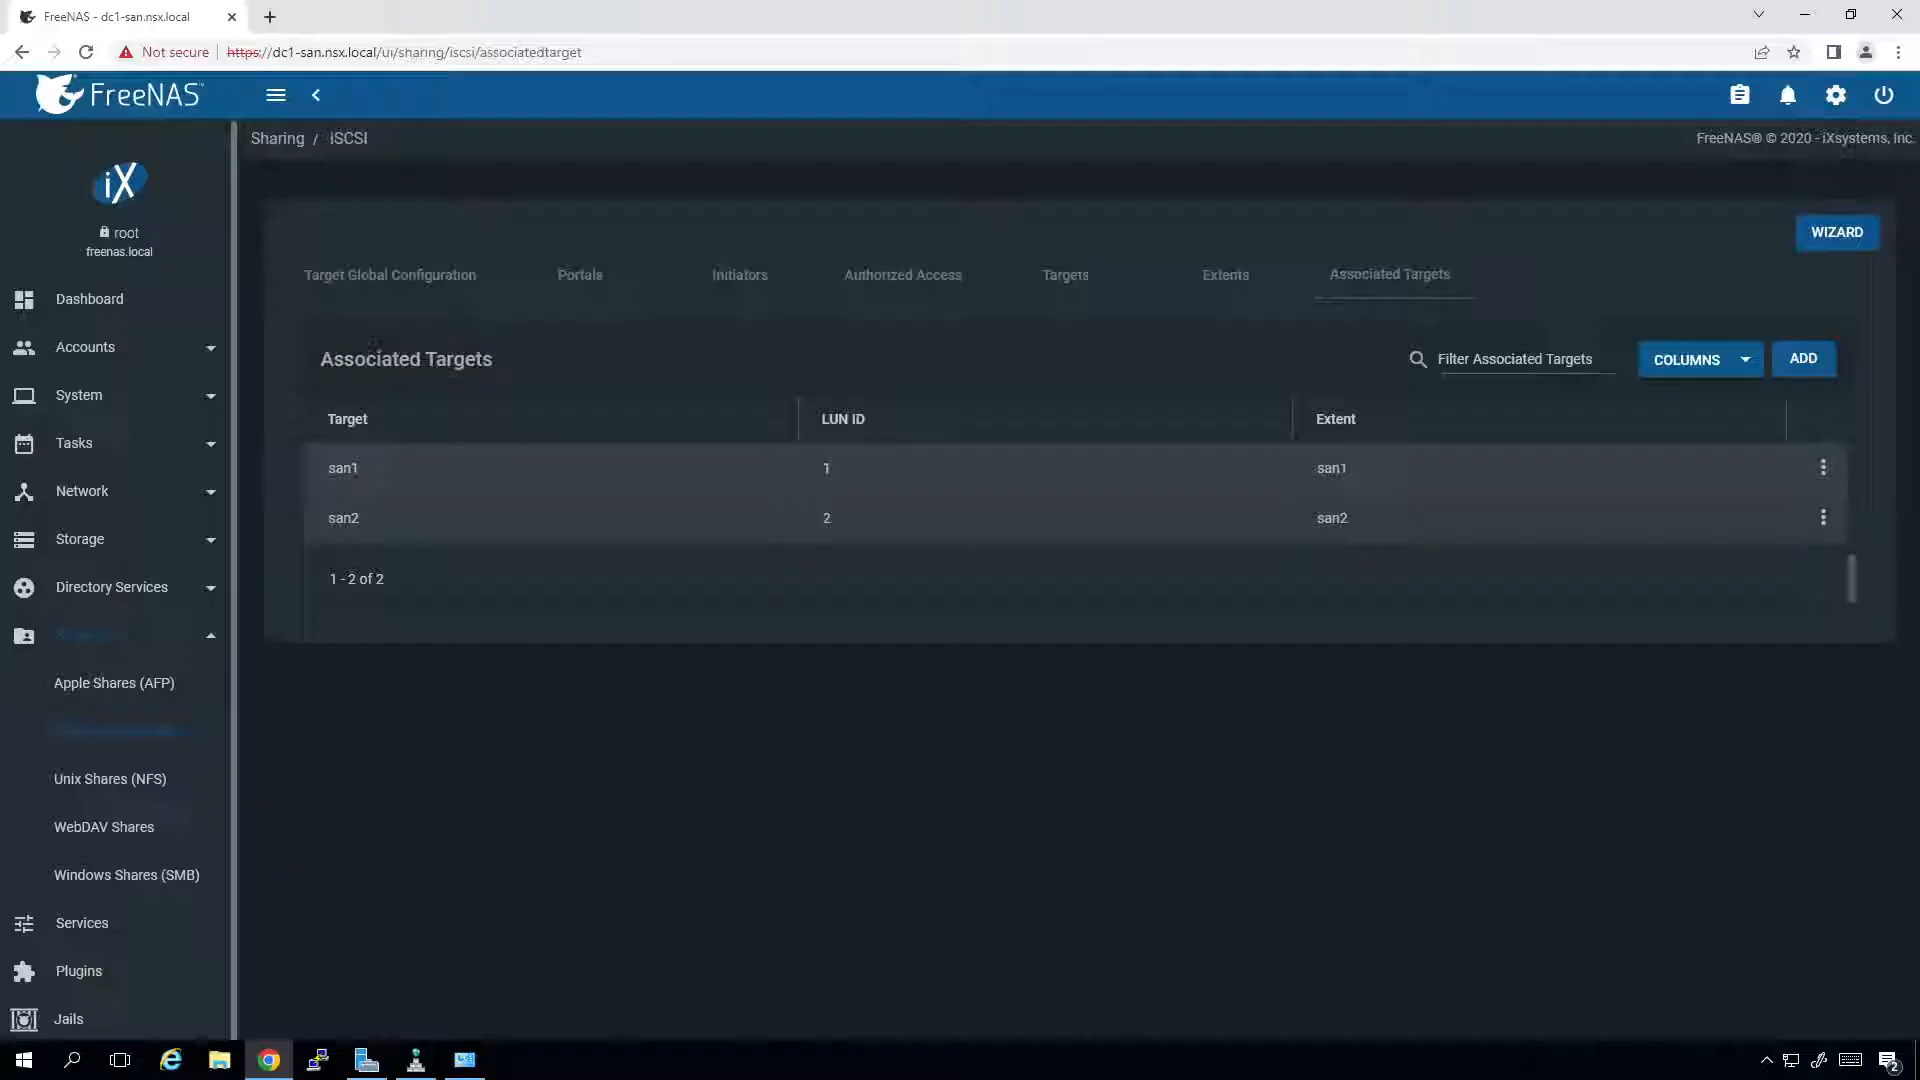 FreeNAS - dc1-san.nsx.local
Not secure
https://dc1-san.nsx.local/ui/sharing/iscsi/associatedtarget
FreeNAS™
Sharing / ISCSI
FreeNAS® © 2020 - iXsystems, Inc.
iX
root
freenas.local
WIZARD
Target Global Configuration
Portals
Initiators
Authorized Access
Targets
Extents
Associated Targets
Associated Targets
Filter Associated Targets
COLUMNS
ADD
Target
LUN ID
Extent
san1
1
san1
san2
2
san2
1 - 2 of 2
Dashboard
Accounts
System
Tasks
Network
Storage
Directory Services
Apple Shares (AFP)
Unix Shares (NFS)
WebDAV Shares
Windows Shares (SMB)
Services
Plugins
Jails
2